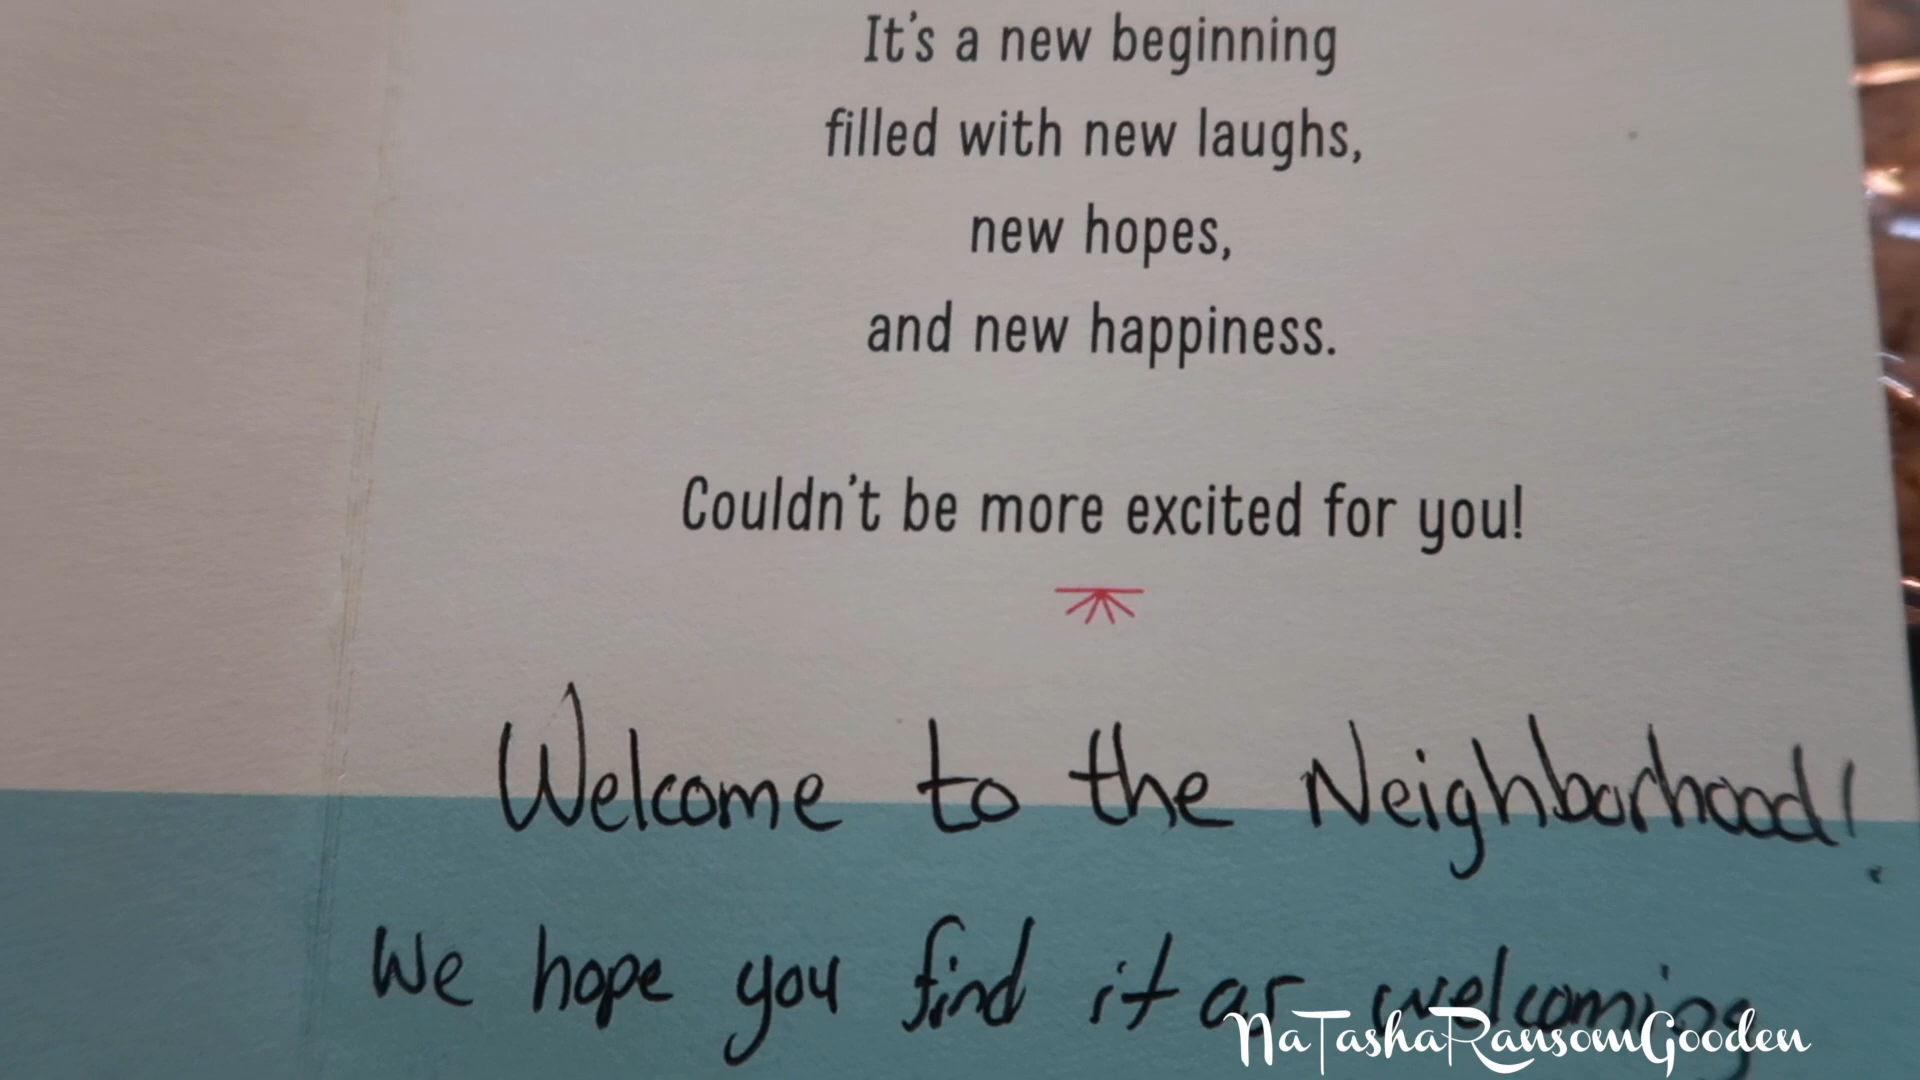 It's a new beginning
filled with new laughs,
new hopes,
and new happiness.
Couldn't be more excited for you!
Welcome to the Neighborhood!
We hope you find it as welcoming
NaTashaRansomGooden